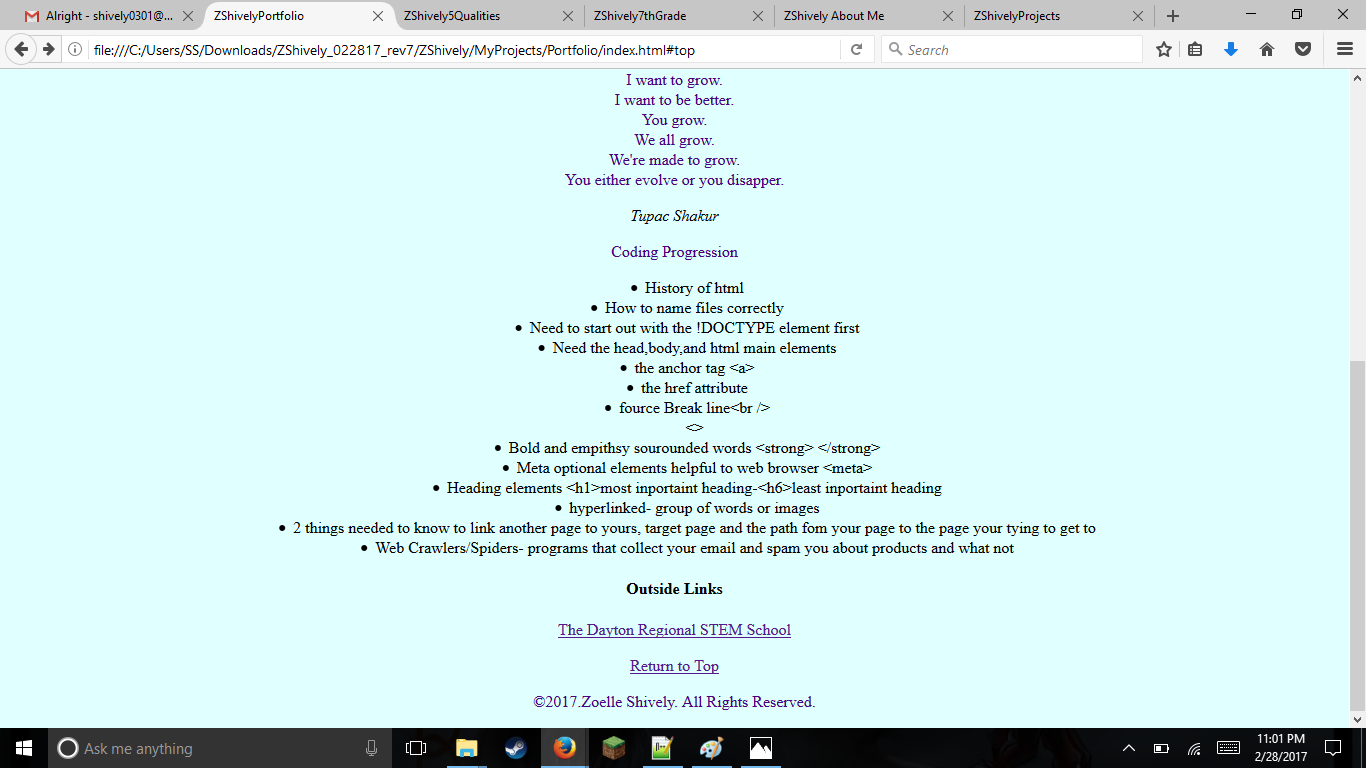 Alright - shively0301@...
ZShivelyPortfolio
ZShively5Qualities
ZShively7thGrade
ZShively About Me
ZShivelyProjects
file:///C:/Users/SS/Downloads/ZShively_022817_rev7/ZShively/MyProjects/Portfolio/index.html#top
Search
I want to grow.
I want to be better.
You grow.
We all grow.
We're made to grow.
You either evolve or you disapper.
Tupac Shakur
Coding Progression
• History of html
• How to name files correctly
• Need to start out with the !DOCTYPE element first
• Need the head,body,and html main elements
• the anchor tag <a>
• the href attribute
• fource Break line<br />
<>
• Bold and empithsy sourounded words <strong> </strong>
• Meta optional elements helpful to web browser <meta>
• Heading elements <h1>most inportaint heading-<h6>least inportaint heading
• hyperlinked- group of words or images
• 2 things needed to know to link another page to yours, target page and the path fom your page to the page your tying to get to
• Web Crawlers/Spiders- programs that collect your email and spam you about products and what not
Outside Links
The Dayton Regional STEM School
Return to Top
©2017.Zoelle Shively. All Rights Reserved.
Ask me anything
11:01 PM
2/28/2017